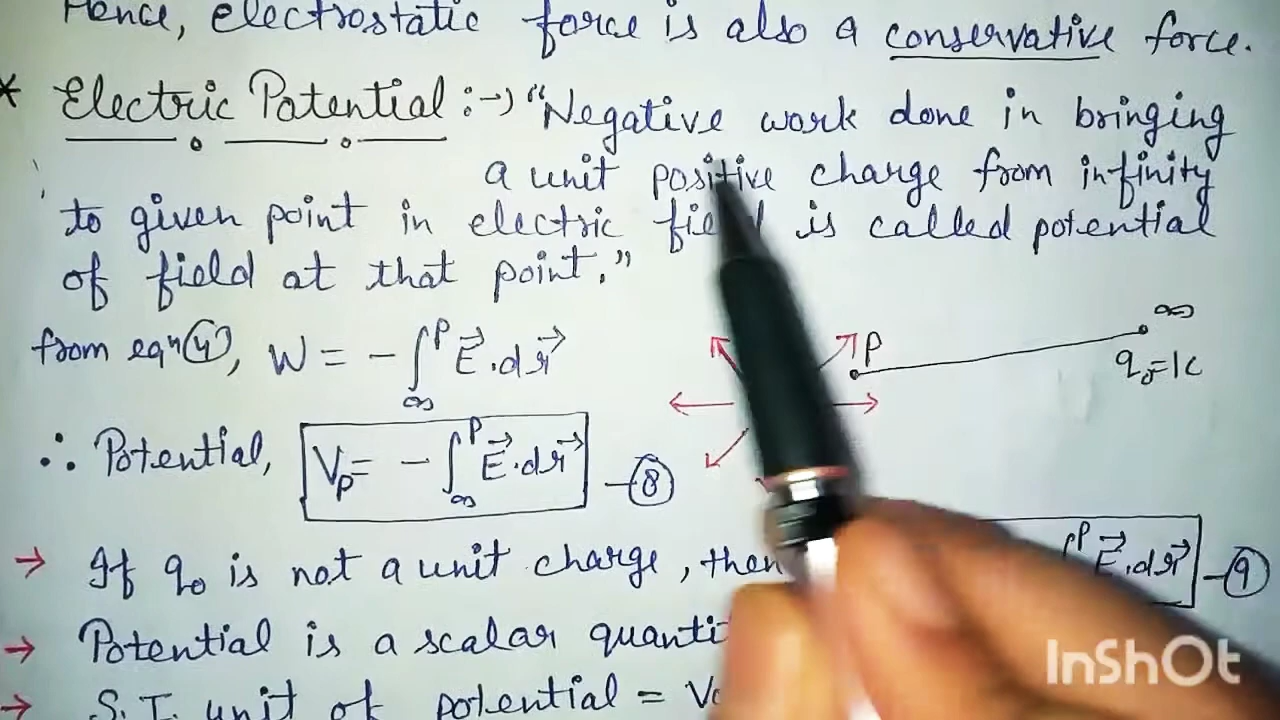 Hence, electrostatic force is also a conservative force.
* Electric Potential :-) "Negative work done in bringing
a unit positive charge from infinity
to given point in electric field is called potential
of field at that point."
from eqⁿ (4), W = - ∫_∞^P E⃗.dr⃗
P ∞
q₀=1C
∴ Potential, V_P = - ∫_∞^P E⃗.dr⃗ -(8)
→ If q₀ is not a unit charge, then P E⃗.dr⃗ -(9)
→ Potential is a scalar
→ S.I. unit of potential =
InShOt